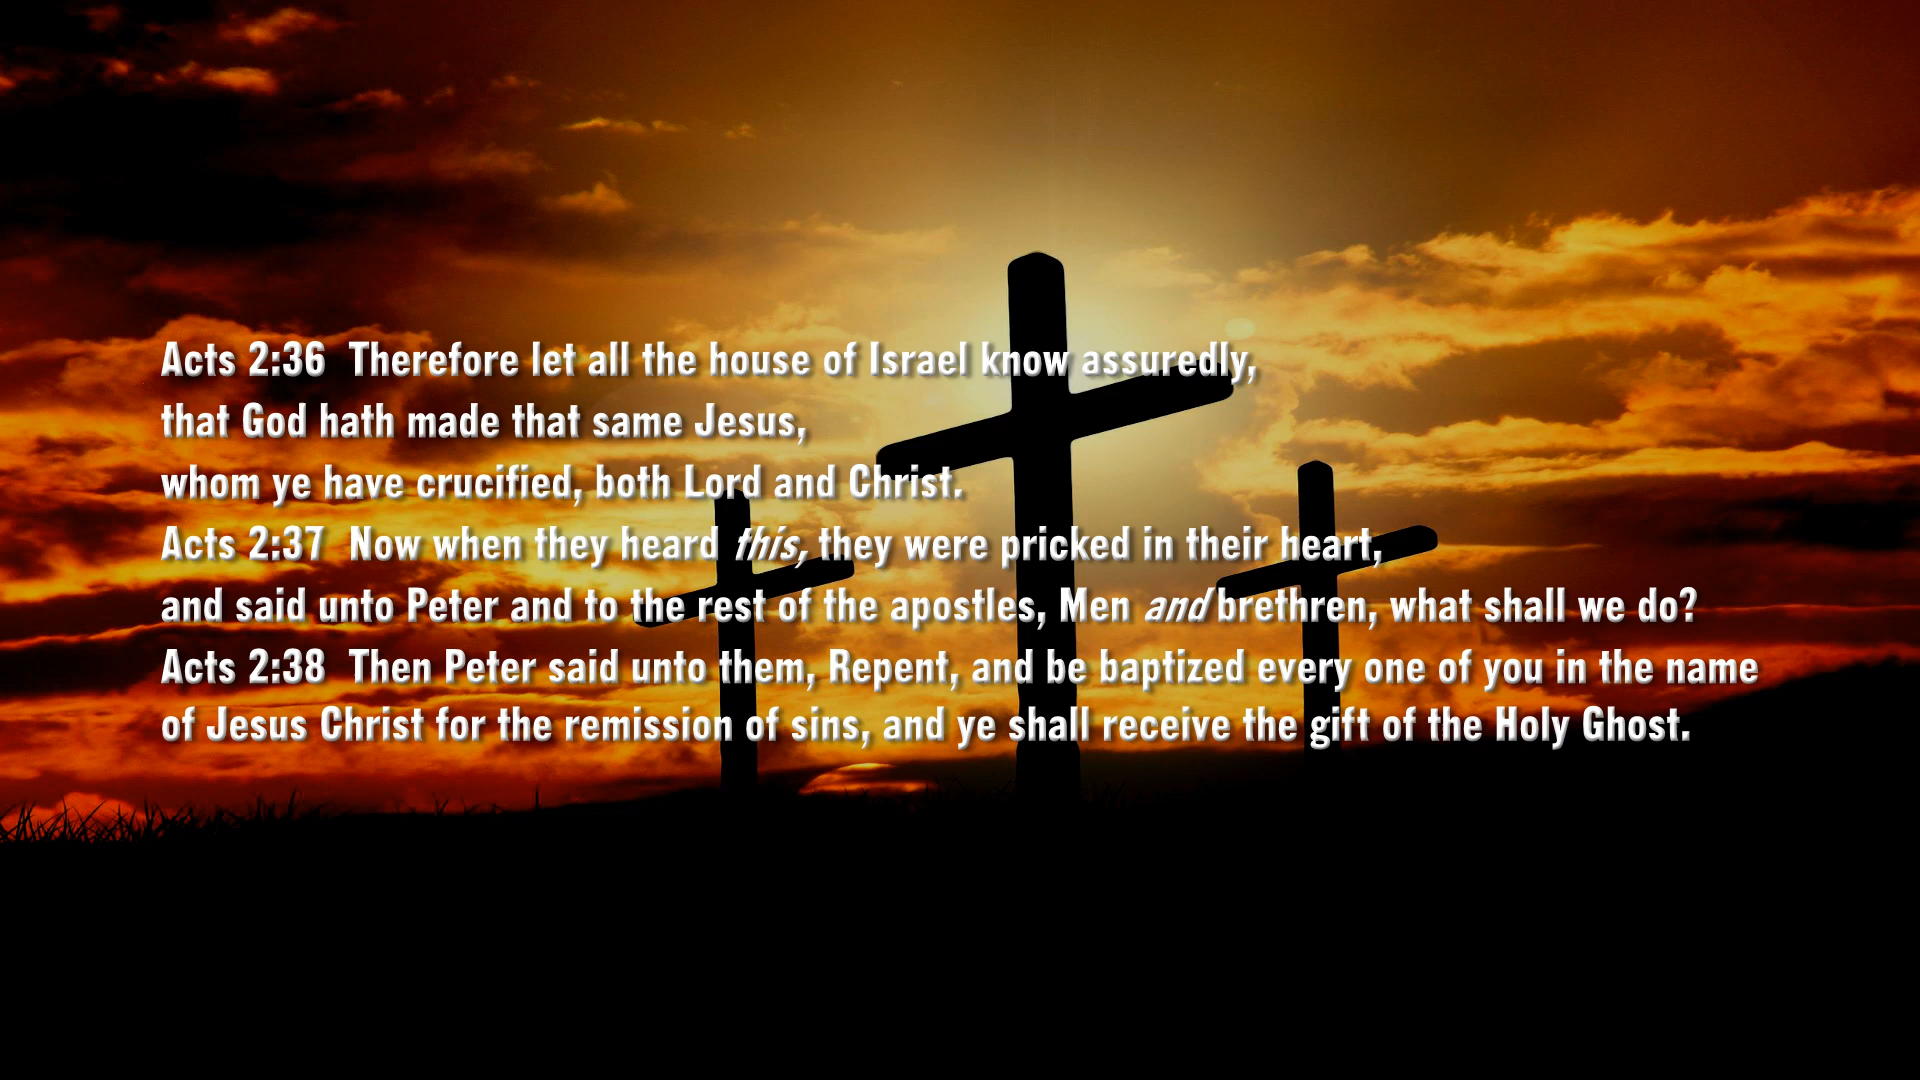 Acts 2:36  Therefore let all the house of Israel know assuredly,
that God hath made that same Jesus,
whom ye have crucified, both Lord and Christ.
Acts 2:37  Now when they heard this, they were pricked in their heart,
and said unto Peter and to the rest of the apostles, Men and brethren, what shall we do?
Acts 2:38  Then Peter said unto them, Repent, and be baptized every one of you in the name
of Jesus Christ for the remission of sins, and ye shall receive the gift of the Holy Ghost.